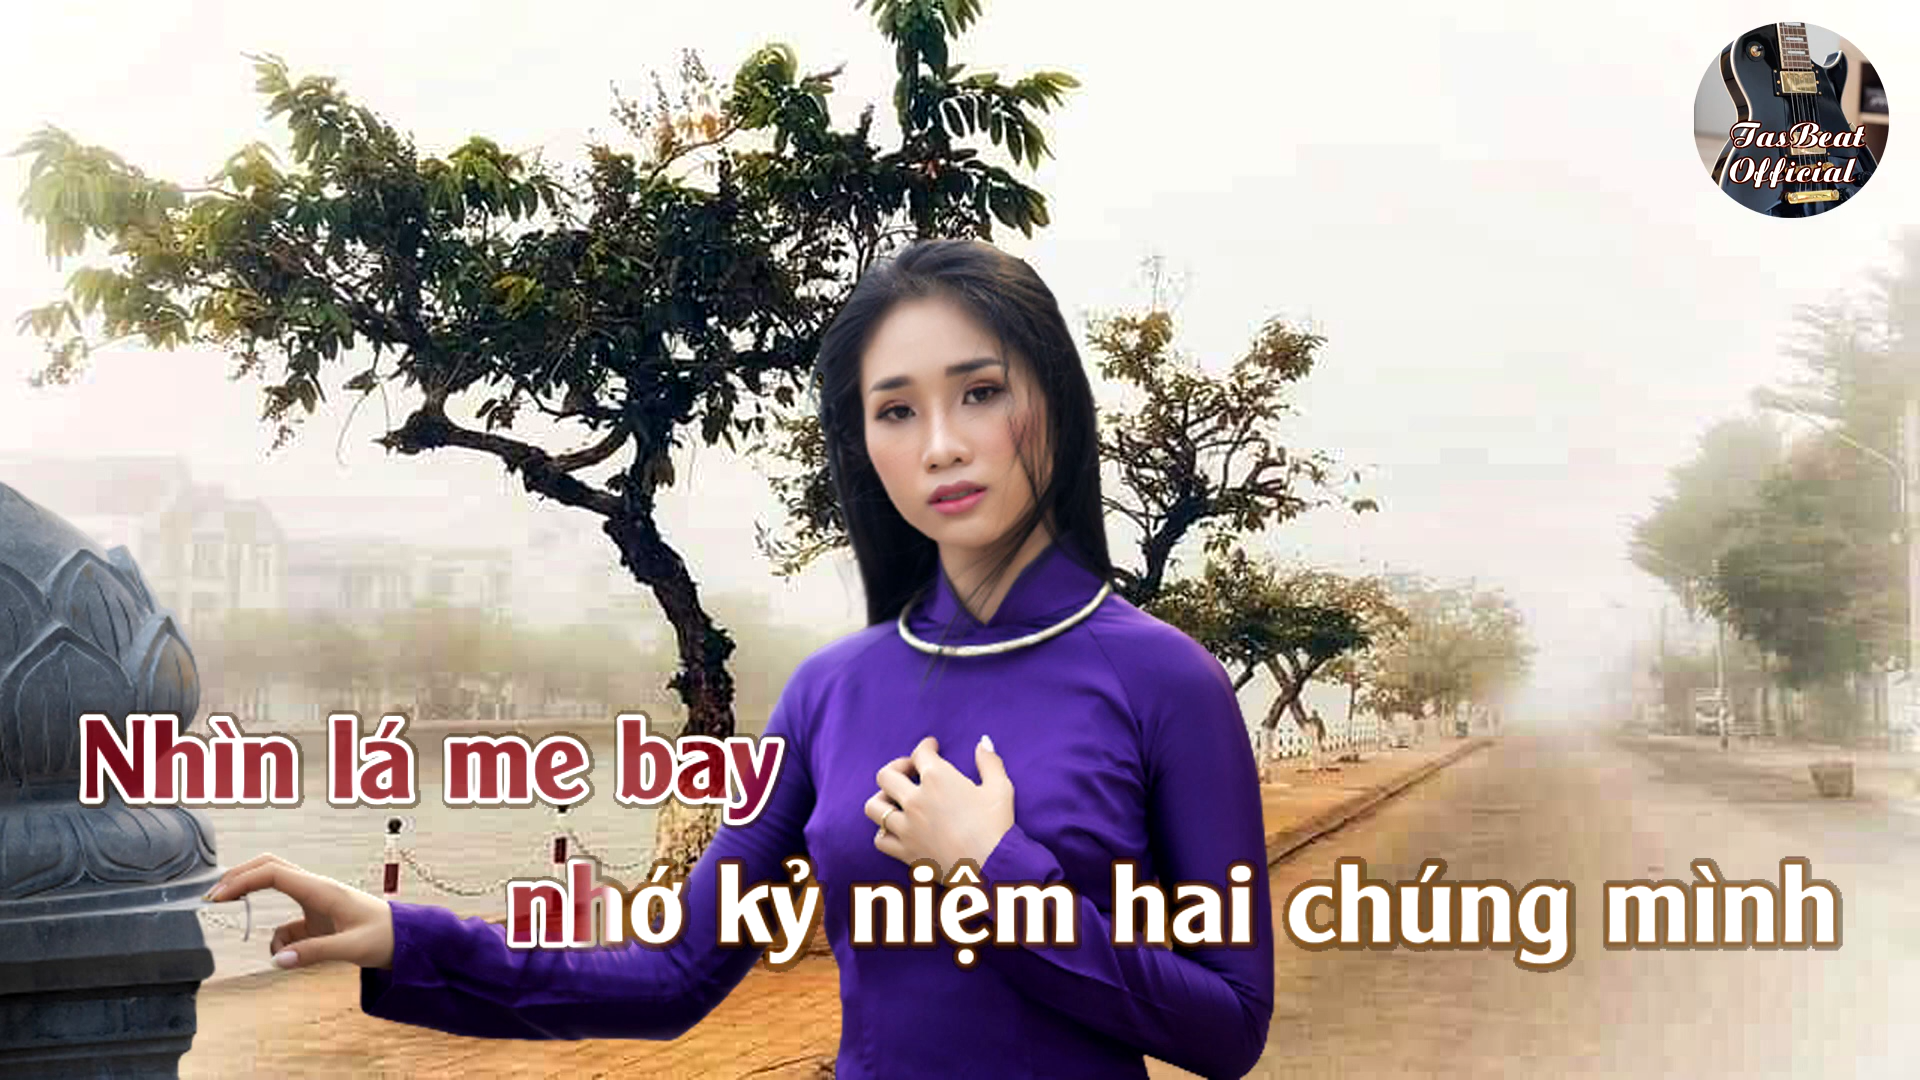 TasBeat
Official
Nhìn lá me bay
nhớ kỷ niệm hai chúng mình